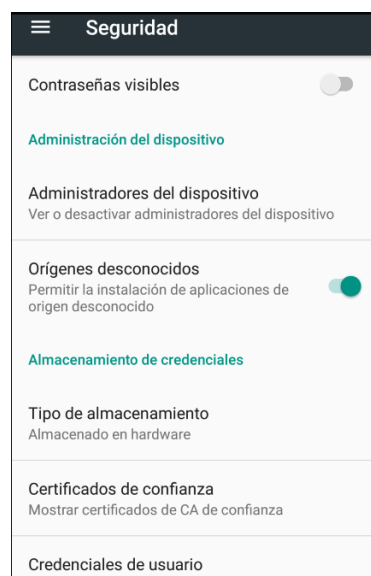 Seguridad
Contraseñas visibles
Administración del dispositivo
Administradores del dispositivo
Ver o desactivar administradores del dispositivo
Orígenes desconocidos
Permitir la instalación de aplicaciones de
origen desconocido
Almacenamiento de credenciales
Tipo de almacenamiento
Almacenado en hardware
Certificados de confianza
Mostrar certificados de CA de confianza
Credenciales de usuario